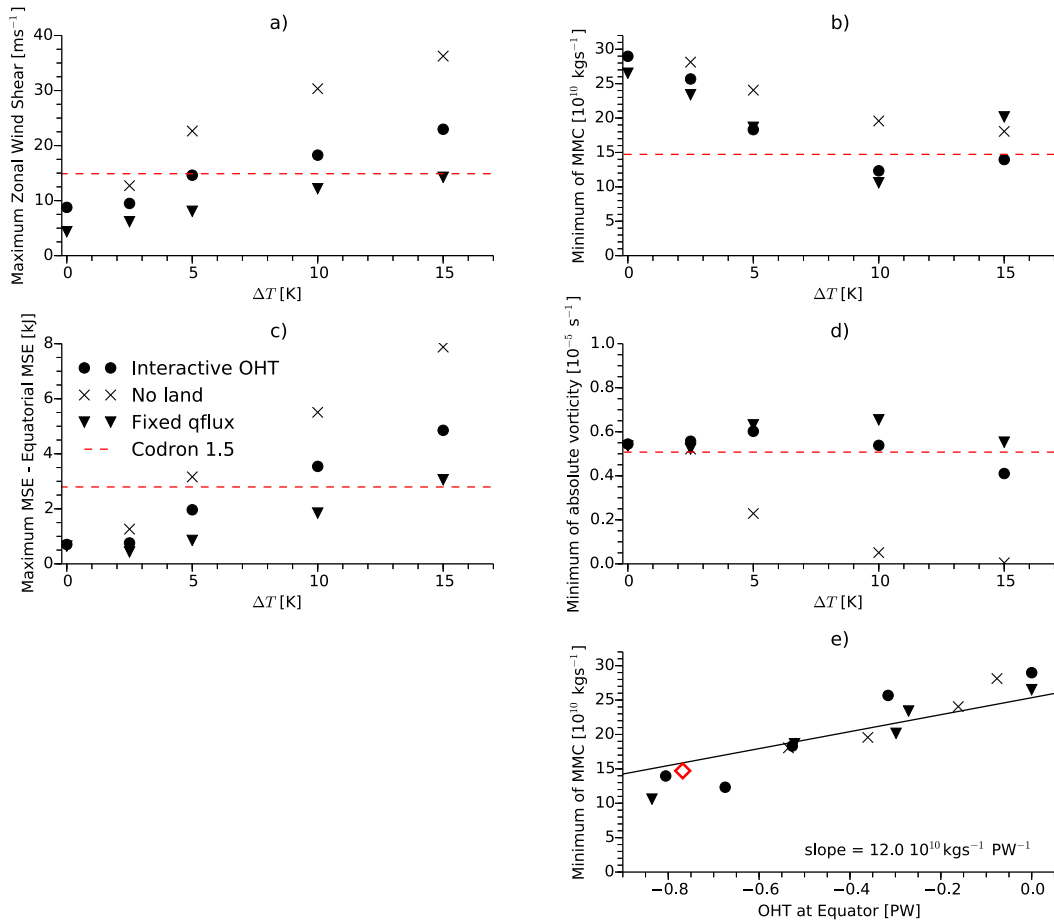 a)
Maximum Zonal Wind Shear [ms⁻¹]
40
30
20
10
0
0 5 10 15
ΔT [K]
b)
Minimum of MMC [10¹⁰ kgs⁻¹]
30
25
20
15
10
5
0
0 5 10 15
ΔT [K]
c)
Maximum MSE - Equatorial MSE [kJ]
8
6
4
2
0
0 5 10 15
ΔT [K]
Interactive OHT
No land
Fixed qflux
Codron 1.5
d)
Minimum of absolute vorticity [10⁻⁵ s⁻¹]
1.0
0.8
0.6
0.4
0.2
0.0
0 5 10 15
ΔT [K]
e)
Minimum of MMC [10¹⁰ kgs⁻¹]
30
25
20
15
10
5
0
−0.8 −0.6 −0.4 −0.2 0.0
OHT at Equator [PW]
slope = 12.0 10¹⁰ kgs⁻¹ PW⁻¹